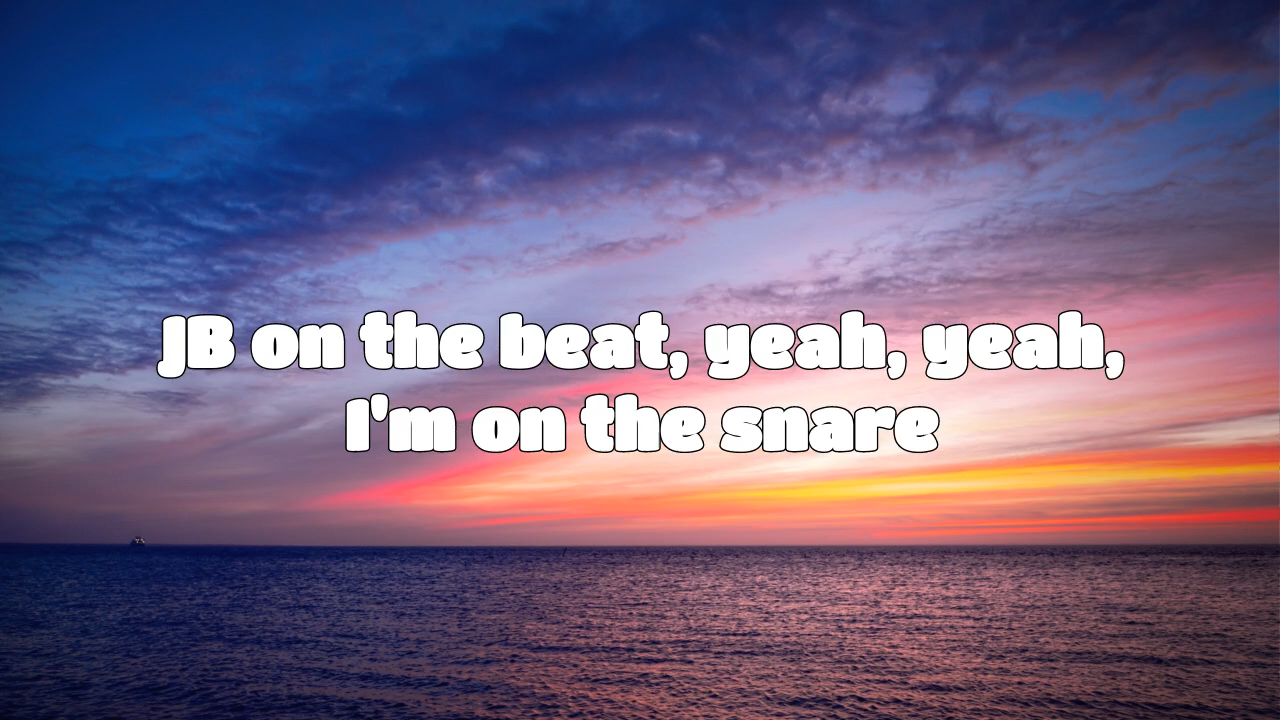 JB on the beat, yeah, yeah,
I'm on the snare